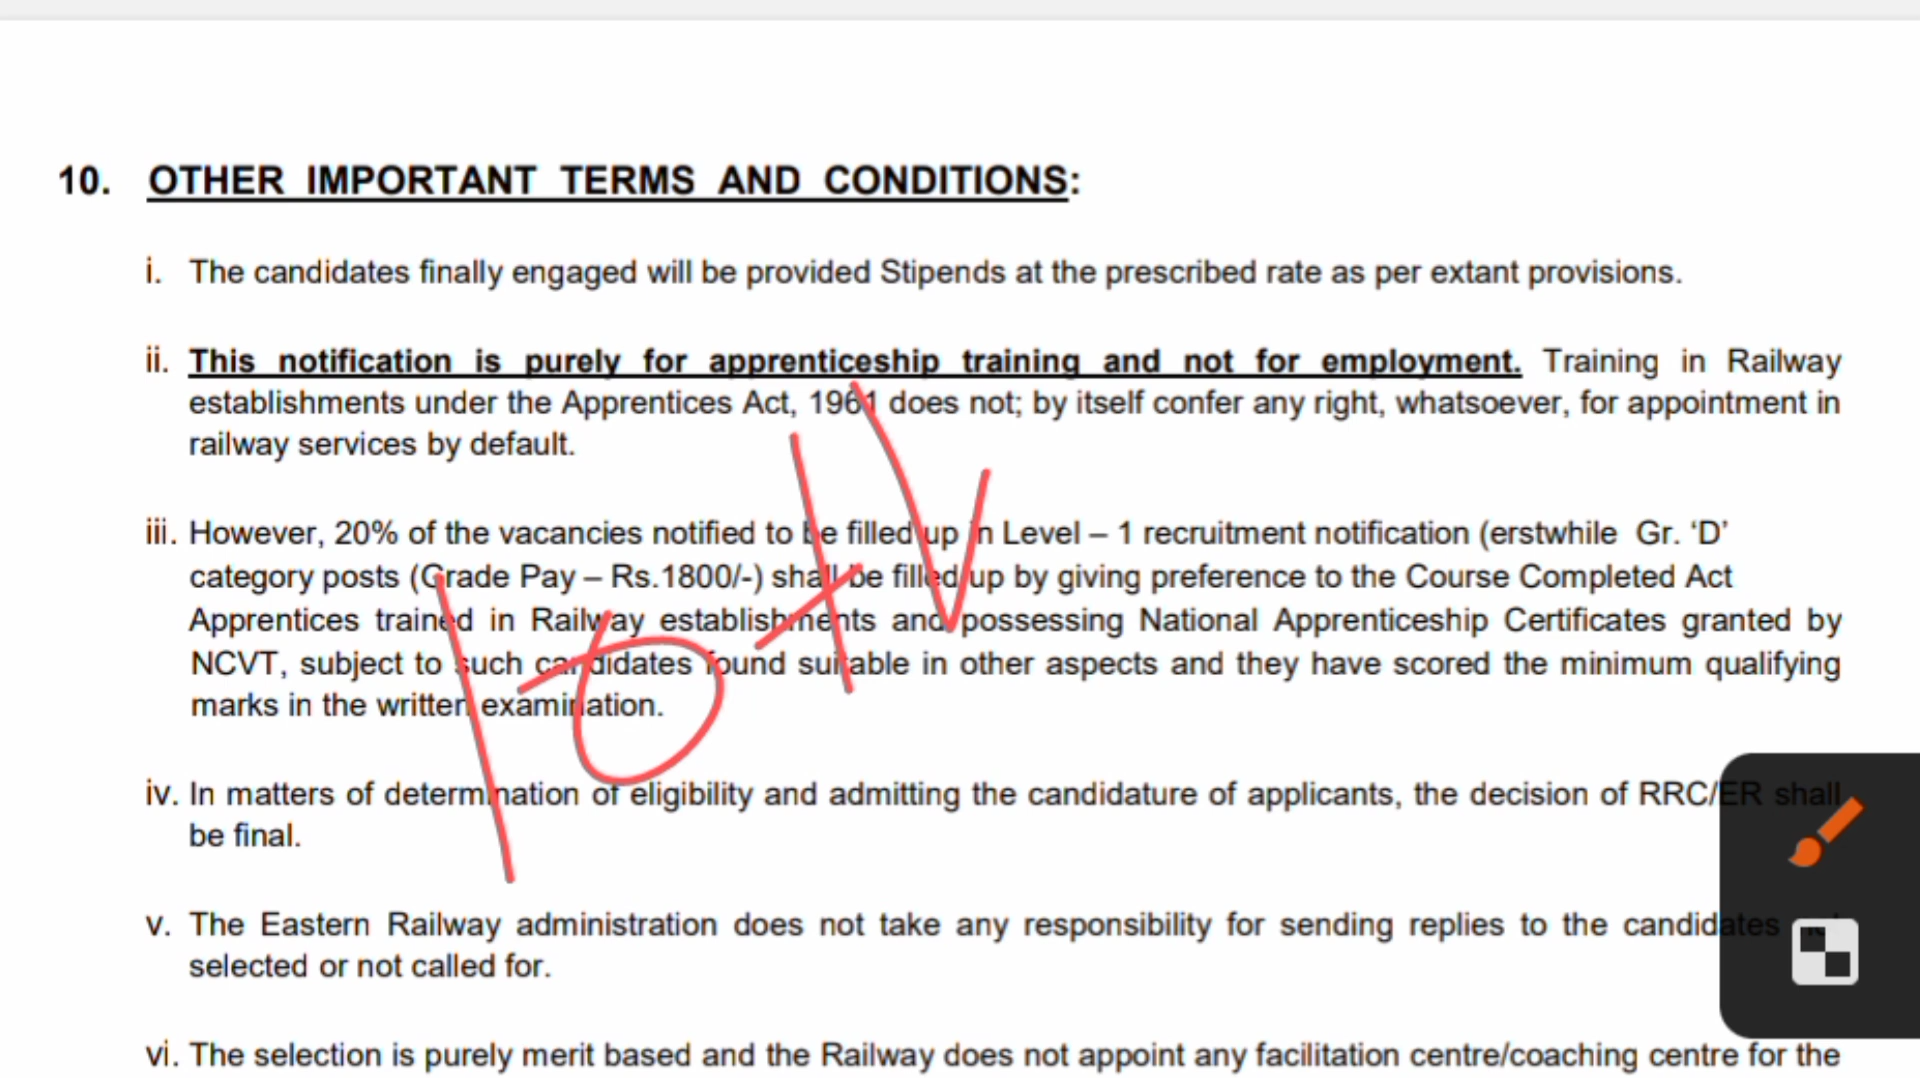 10. OTHER IMPORTANT TERMS AND CONDITIONS:
i. The candidates finally engaged will be provided Stipends at the prescribed rate as per extant provisions.
ii. This notification is purely for apprenticeship training and not for employment. Training in Railway
establishments under the Apprentices Act, 1961 does not; by itself confer any right, whatsoever, for appointment in
railway services by default.
iii. However, 20% of the vacancies notified to be filled up in Level – 1 recruitment notification (erstwhile Gr. ‘D’
category posts (Grade Pay – Rs.1800/-) shall be filled up by giving preference to the Course Completed Act
Apprentices trained in Railway establishments and possessing National Apprenticeship Certificates granted by
NCVT, subject to such candidates found suitable in other aspects and they have scored the minimum qualifying
marks in the written examination.
iv. In matters of determination of eligibility and admitting the candidature of applicants, the decision of RRC/ER shall
be final.
v. The Eastern Railway administration does not take any responsibility for sending replies to the candidates
selected or not called for.
vi. The selection is purely merit based and the Railway does not appoint any facilitation centre/coaching centre for the